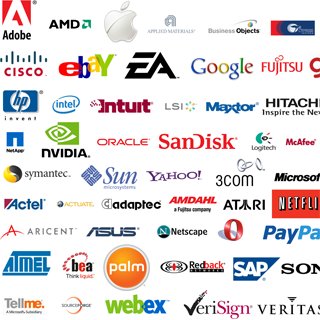 Adobe
AMD
APPLIED MATERIALS
Business Objects
CISCO
ebaY
EA
Google
FUJITSU
hp
invent
intel
Intuit
LSI
Maxtor
HITACHI
Inspire the Nex
NetApp
NVIDIA.
ORACLE
SanDisk
Logitech
McAfee
symantec.
Sun
microsystems
YAHOO!
3COM
Microsof
Actel
ACTUATE.
adaptec
AMDAHL
a Fujitsu company
ATARI
NETFLI
ARICENT
ASUS
Netscape
PayPa
ATMEL
bea
Think liquid.
palm
Redback
NETWORKS
SAP
SON
Tellme.
A Microsoft Subsidiary
SOURCEFORGE
webex
VeriSign
VERITAS